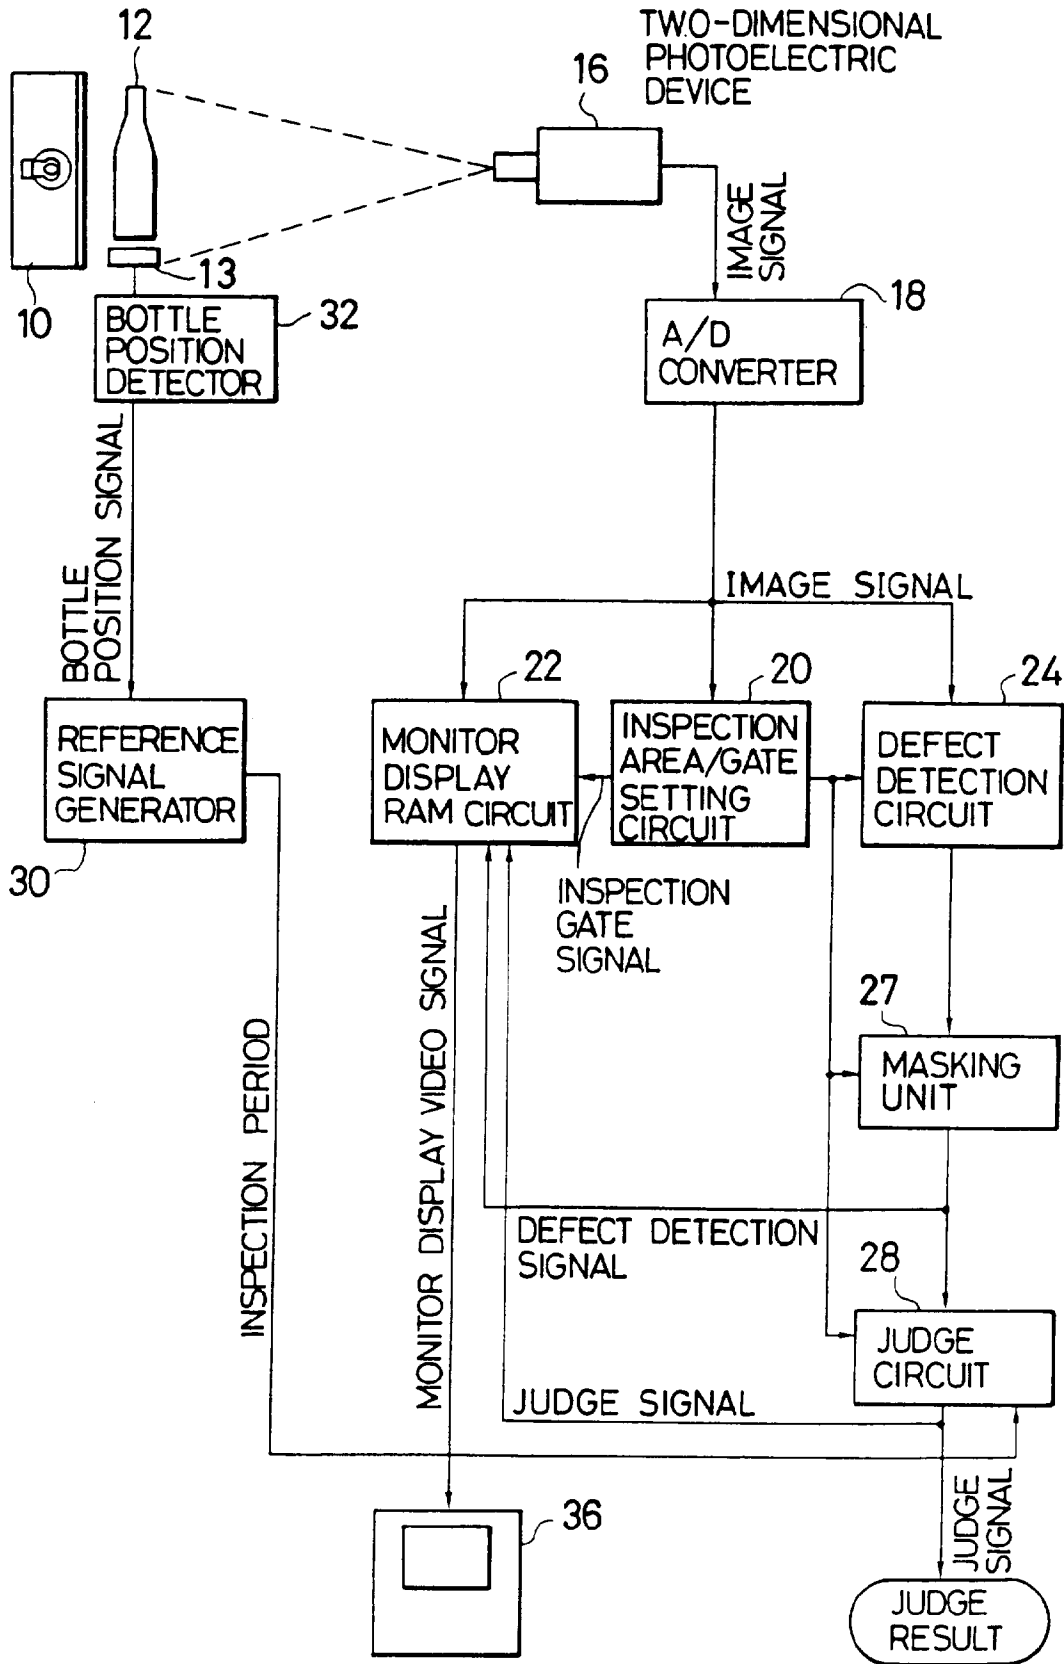 12
TWO-DIMENSIONAL
PHOTOELECTRIC
DEVICE
16
13
10
IMAGE
SIGNAL
32
BOTTLE
POSITION
DETECTOR
18
A/D
CONVERTER
BOTTLE
POSITION SIGNAL
IMAGE SIGNAL
22
20
24
REFERENCE
SIGNAL
GENERATOR
30
MONITOR
DISPLAY
RAM CIRCUIT
INSPECTION
AREA/GATE
SETTING
CIRCUIT
DEFECT
DETECTION
CIRCUIT
INSPECTION
GATE
SIGNAL
27
MASKING
UNIT
INSPECTION PERIOD
MONITOR DISPLAY VIDEO SIGNAL
DEFECT DETECTION
SIGNAL
28
JUDGE
CIRCUIT
JUDGE SIGNAL
36
JUDGE
SIGNAL
JUDGE
RESULT